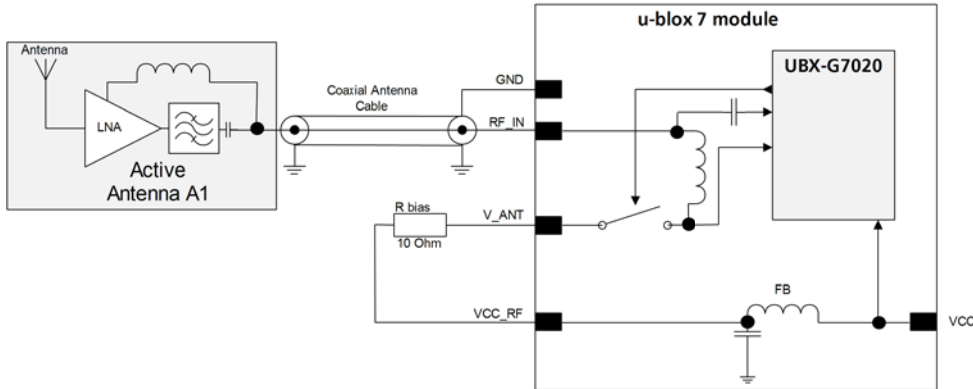 u-blox 7 module
Antenna
UBX-G7020
GND
Coaxial Antenna
Cable
LNA
RF_IN
Active
Antenna A1
R bias
V_ANT
10 Ohm
FB
VCC_RF
VCC